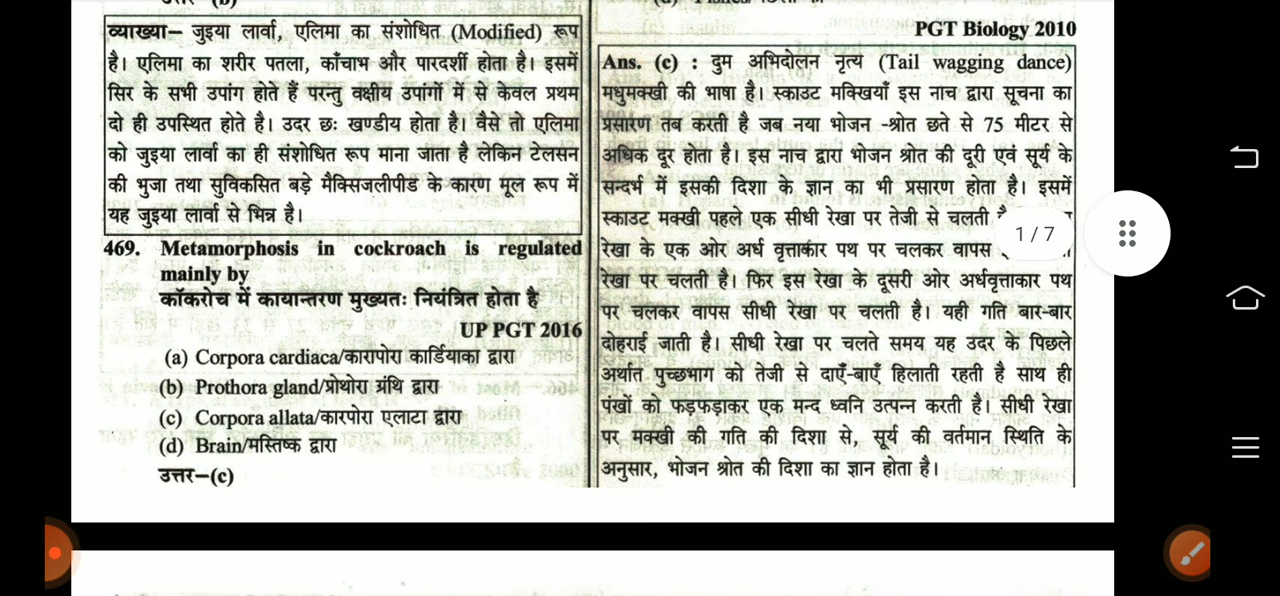 उत्तर (b)
व्याख्या– जुइया लार्वा, एलिमा का संशोधित (Modified) रूप
है। एलिमा का शरीर पतला, काँचाभ और पारदर्शी होता है। इसमें
सिर के सभी उपांग होते हैं परन्तु वक्षीय उपांगों में से केवल प्रथम
दो ही उपस्थित होते है। उदर छः खण्डीय होता है। वैसे तो एलिमा
को जुइया लार्वा का ही संशोधित रूप माना जाता है लेकिन टेलसन
की भुजा तथा सुविकसित बड़े मैक्सिजलीपीड के कारण मूल रूप में
यह जुइया लार्वा से भिन्न है।
469. Metamorphosis in cockroach is regulated
mainly by
कॉकरोच में कायान्तरण मुख्यतः नियंत्रित होता है
UP PGT 2016
(a) Corpora cardiaca/कारापोरा कार्डियाका द्वारा
(b) Prothora gland/प्रोथोरा ग्रंथि द्वारा
(c) Corpora allata/कारपोरा एलाटा द्वारा
(d) Brain/मस्तिष्क द्वारा
उत्तर–(c)
PGT Biology 2010
Ans. (c) : दुम अभिदोलन नृत्य (Tail wagging dance)
मधुमक्खी की भाषा है। स्काउट मक्खियाँ इस नाच द्वारा सूचना का
प्रसारण तब करती है जब नया भोजन -श्रोत छते से 75 मीटर से
अधिक दूर होता है। इस नाच द्वारा भोजन श्रोत की दूरी एवं सूर्य के
सन्दर्भ में इसकी दिशा के ज्ञान का भी प्रसारण होता है। इसमें
स्काउट मक्खी पहले एक सीधी रेखा पर तेजी से चलती
रेखा के एक ओर अर्ध वृत्ताकार पथ पर चलकर वापस
रेखा पर चलती है। फिर इस रेखा के दूसरी ओर अर्धवृत्ताकार पथ
पर चलकर वापस सीधी रेखा पर चलती है। यही गति बार-बार
दोहराई जाती है। सीधी रेखा पर चलते समय यह उदर के पिछले
अर्थात पुच्छभाग को तेजी से दाएँ-बाएँ हिलाती रहती है साथ ही
पंखों को फड़फड़ाकर एक मन्द ध्वनि उत्पन्न करती है। सीधी रेखा
पर मक्खी की गति की दिशा से, सूर्य की वर्तमान स्थिति के
अनुसार, भोजन श्रोत की दिशा का ज्ञान होता है।
1 / 7